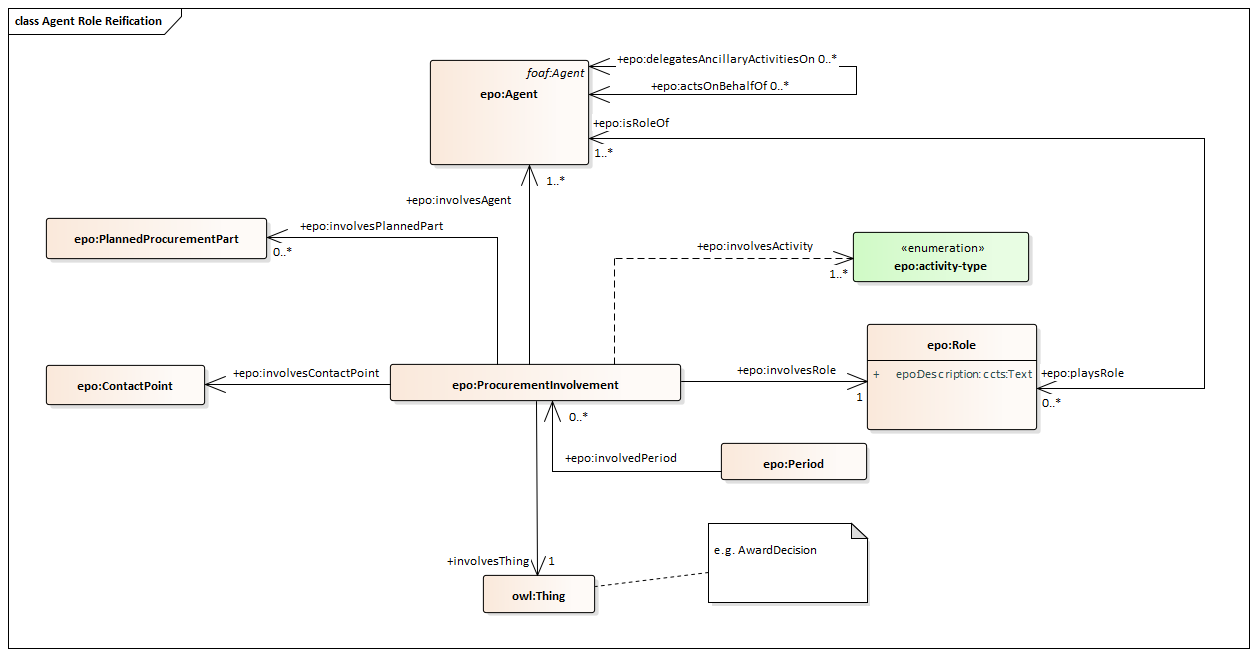 class Agent Role Reification
+epo:delegatesAncillaryActivitiesOn 0..*
foaf:Agent
epo:Agent
+epo:actsOnBehalfOf 0..*
+epo:isRoleOf
1..*
1..*
+epo:involvesAgent
+epo:involvesPlannedPart
epo:PlannedProcurementPart
0..*
+epo:involvesActivity
1..*
«enumeration»
epo:activity-type
epo:Role
+ epo:Description: ccts:Text
+epo:playsRole
0..*
+epo:involvesRole
1
+epo:involvesContactPoint
epo:ContactPoint
epo:ProcurementInvolvement
0..*
+epo:involvedPeriod
epo:Period
e.g. AwardDecision
+involvesThing
1
owl:Thing